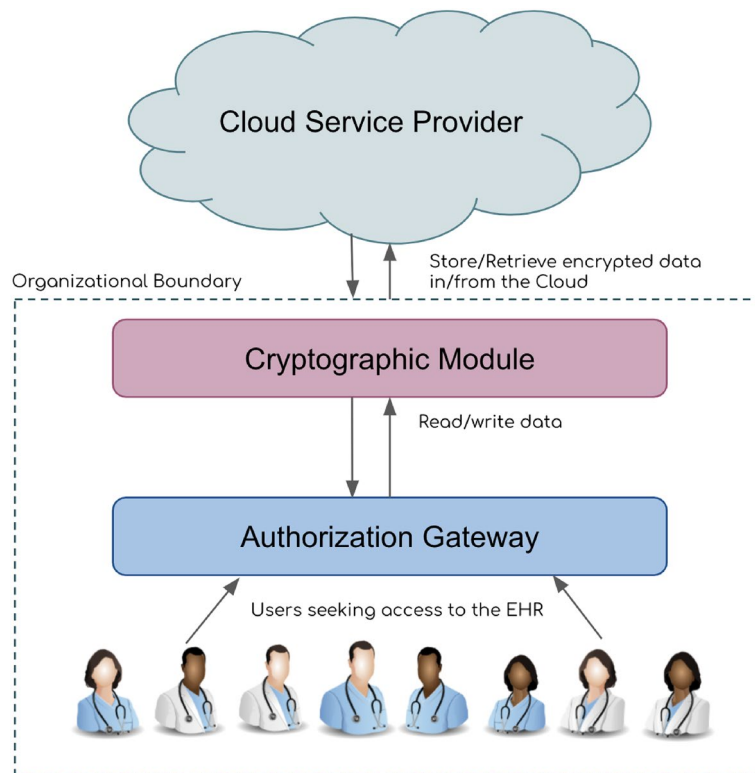 Cloud Service Provider
Store/Retrieve encrypted data
in/from the Cloud
Organizational Boundary
Cryptographic Module
Read/write data
Authorization Gateway
Users seeking access to the EHR